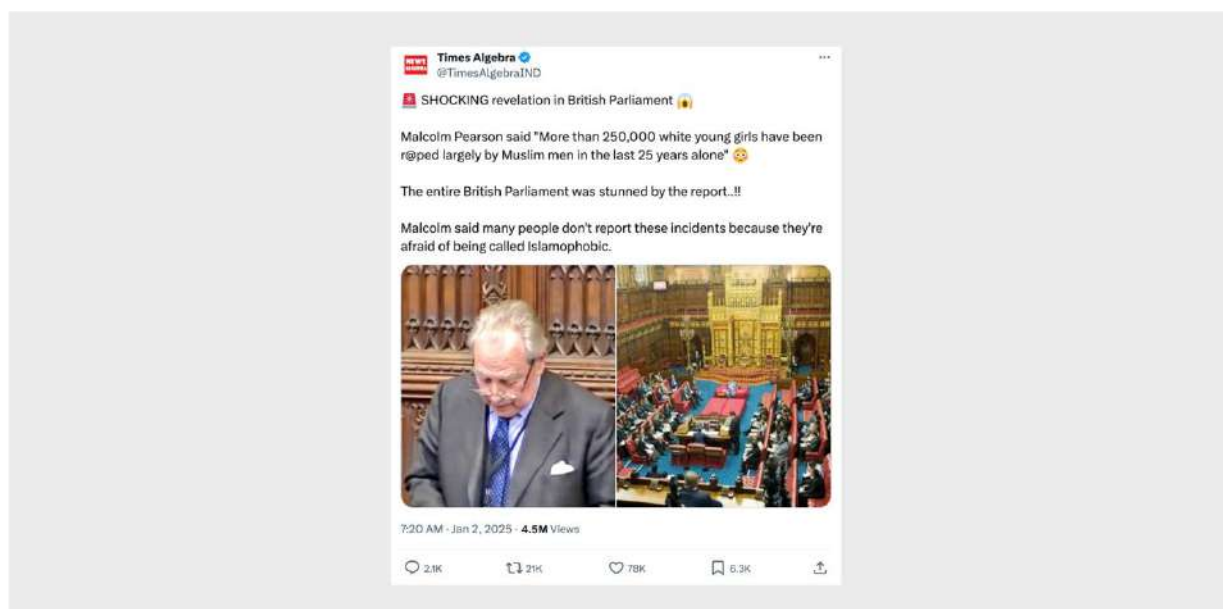 NEWS
ALGEBRA
Times Algebra
@TimesAlgebraIND
🚨 SHOCKING revelation in British Parliament 😱
Malcolm Pearson said "More than 250,000 white young girls have been
r@ped largely by Muslim men in the last 25 years alone" 😳
The entire British Parliament was stunned by the report..!!
Malcolm said many people don't report these incidents because they're
afraid of being called Islamophobic.
7:20 AM · Jan 2, 2025 · 4.5M Views
2.1K 21K 78K 6.3K